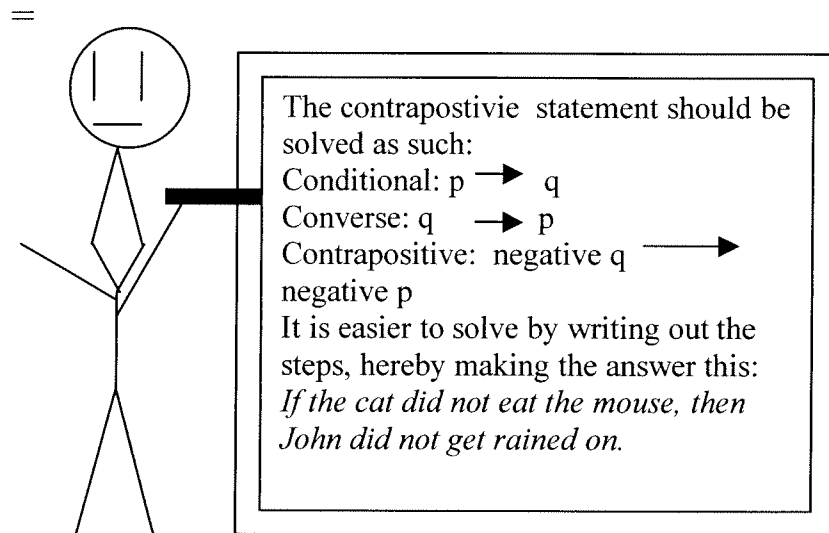 =
The contrapostivie statement should be
solved as such:
Conditional: p → q
Converse: q → p
Contrapositive: negative q →
negative p
It is easier to solve by writing out the
steps, hereby making the answer this:
If the cat did not eat the mouse, then
John did not get rained on.